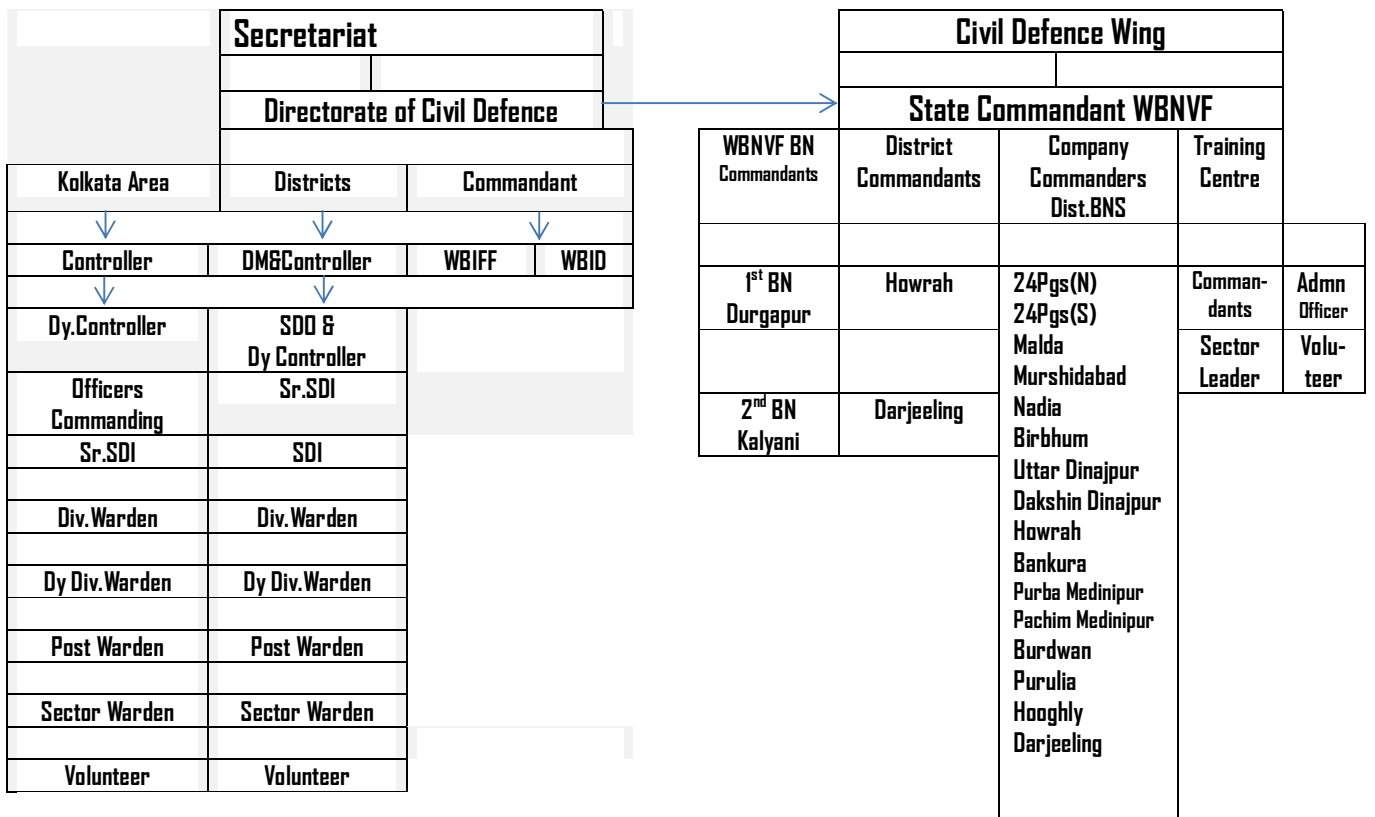 Secretariat
Directorate of Civil Defence
Kolkata Area
Districts
Commandant
Controller
DM&Controller
WBIFF
WBID
Dy.Controller
SDO &
Dy Controller
Officers
Commanding
Sr.SDI
Sr.SDI
SDI
Div.Warden
Div.Warden
Dy Div.Warden
Dy Div.Warden
Post Warden
Post Warden
Sector Warden
Sector Warden
Volunteer
Volunteer
Civil Defence Wing
State Commandant WBNVF
WBNVF BN
Commandants
District
Commandants
Company
Commanders
Dist.BNS
Training
Centre
1st BN
Durgapur
Howrah
2nd BN
Kalyani
Darjeeling
24Pgs(N)
24Pgs(S)
Malda
Murshidabad
Nadia
Birbhum
Uttar Dinajpur
Dakshin Dinajpur
Howrah
Bankura
Purba Medinipur
Pachim Medinipur
Burdwan
Purulia
Hooghly
Darjeeling
Comman-
dants
Admn
Officer
Sector
Leader
Volu-
teer